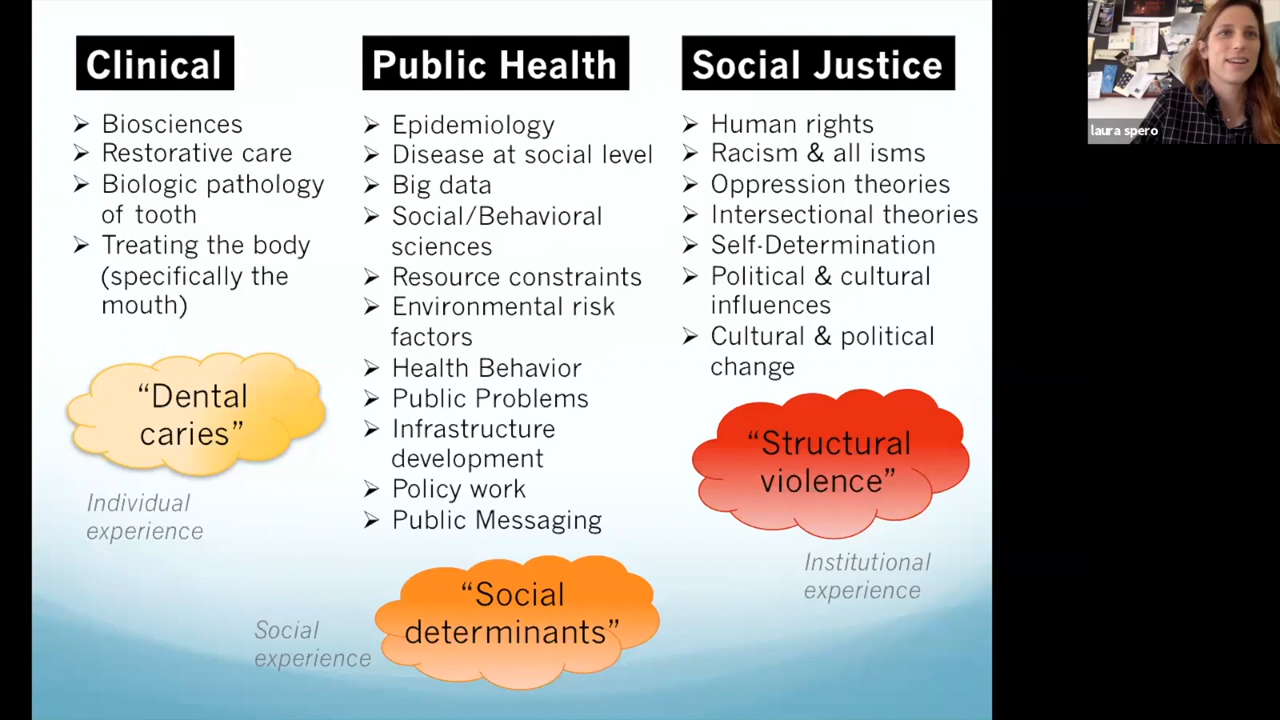 Clinical
Biosciences
Restorative care
Biologic pathology
of tooth
Treating the body
(specifically the
mouth)
“Dental
caries”
Individual
experience
Public Health
Epidemiology
Disease at social level
Big data
Social/Behavioral
sciences
Resource constraints
Environmental risk
factors
Health Behavior
Public Problems
Infrastructure
development
Policy work
Public Messaging
“Social
determinants”
Social
experience
Social Justice
Human rights
Racism & all isms
Oppression theories
Intersectional theories
Self-Determination
Political & cultural
influences
Cultural & political
change
“Structural
violence”
Institutional
experience
laura spero